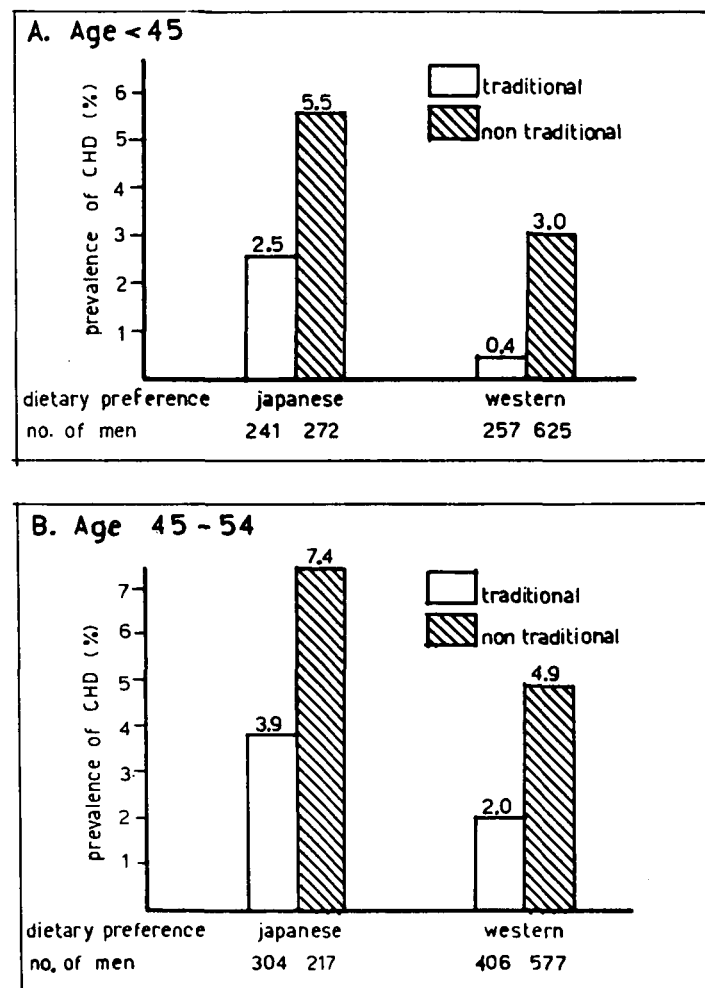 A. Age < 45
prevalence of CHD (%)
6
5
4
3
2
1
traditional
non traditional
2.5
5.5
0.4
3.0
dietary preference japanese western
no. of men 241 272 257 625
B. Age 45 - 54
prevalence of CHD (%)
7
6
5
4
3
2
1
traditional
non traditional
3.9
7.4
2.0
4.9
dietary preference japanese western
no. of men 304 217 406 577